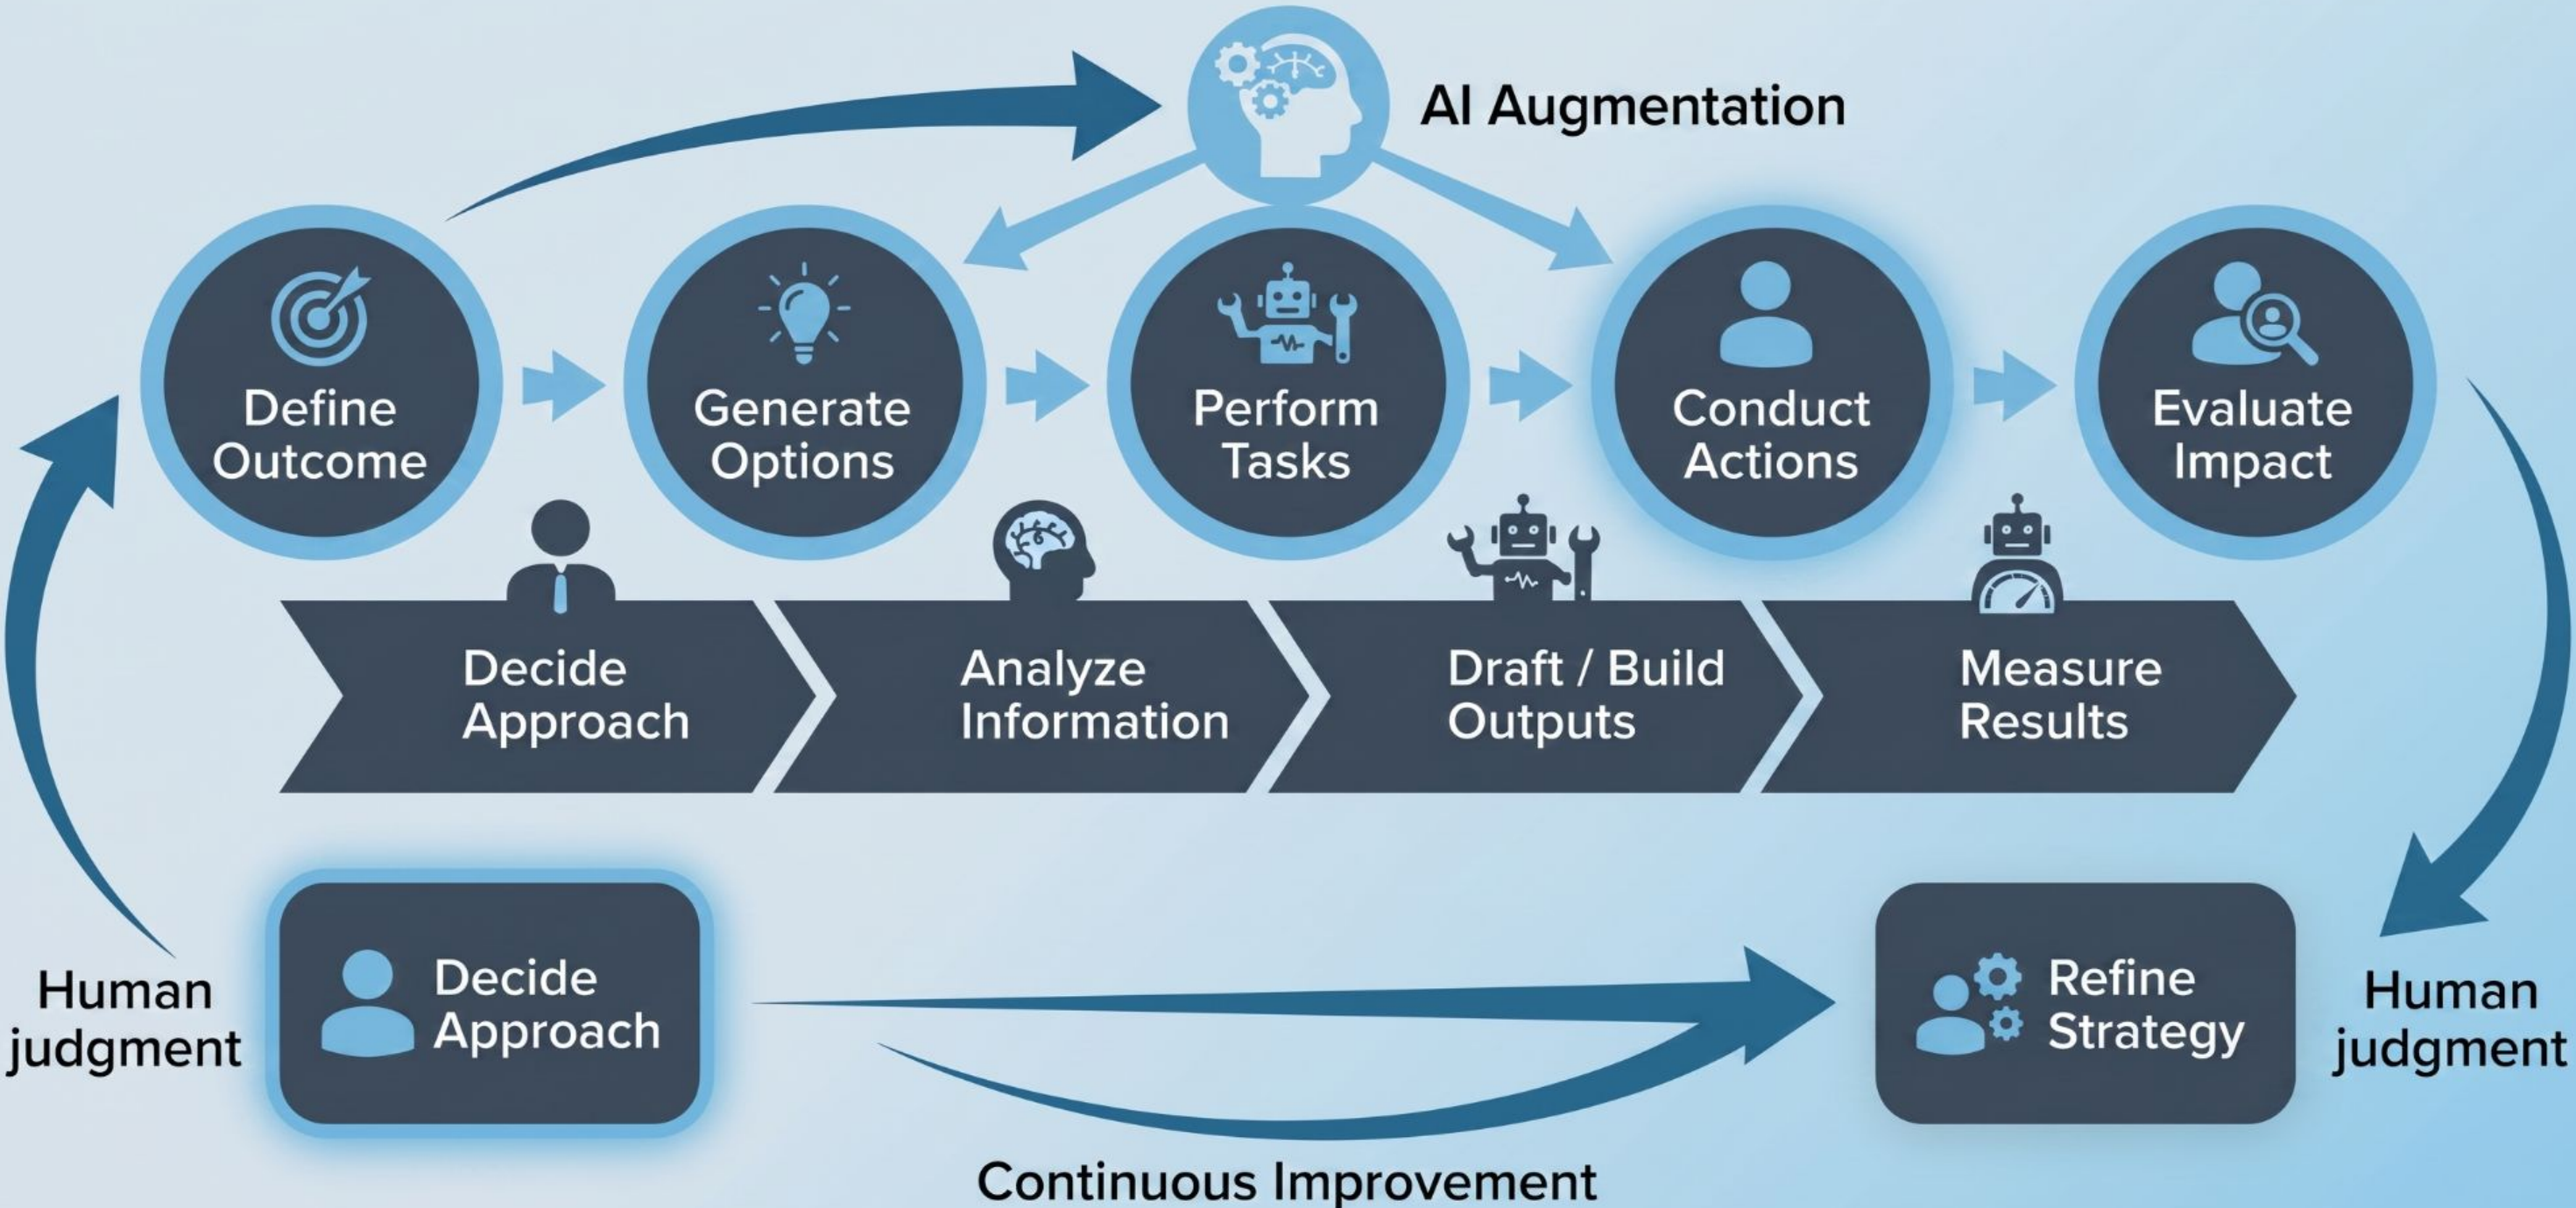 AI Augmentation
Define
Outcome
Generate
Options
Perform
Tasks
Conduct
Actions
Evaluate
Impact
Decide
Approach
Analyze
Information
Draft / Build
Outputs
Measure
Results
Human
judgment
Decide
Approach
Refine
Strategy
Human
judgment
Continuous Improvement